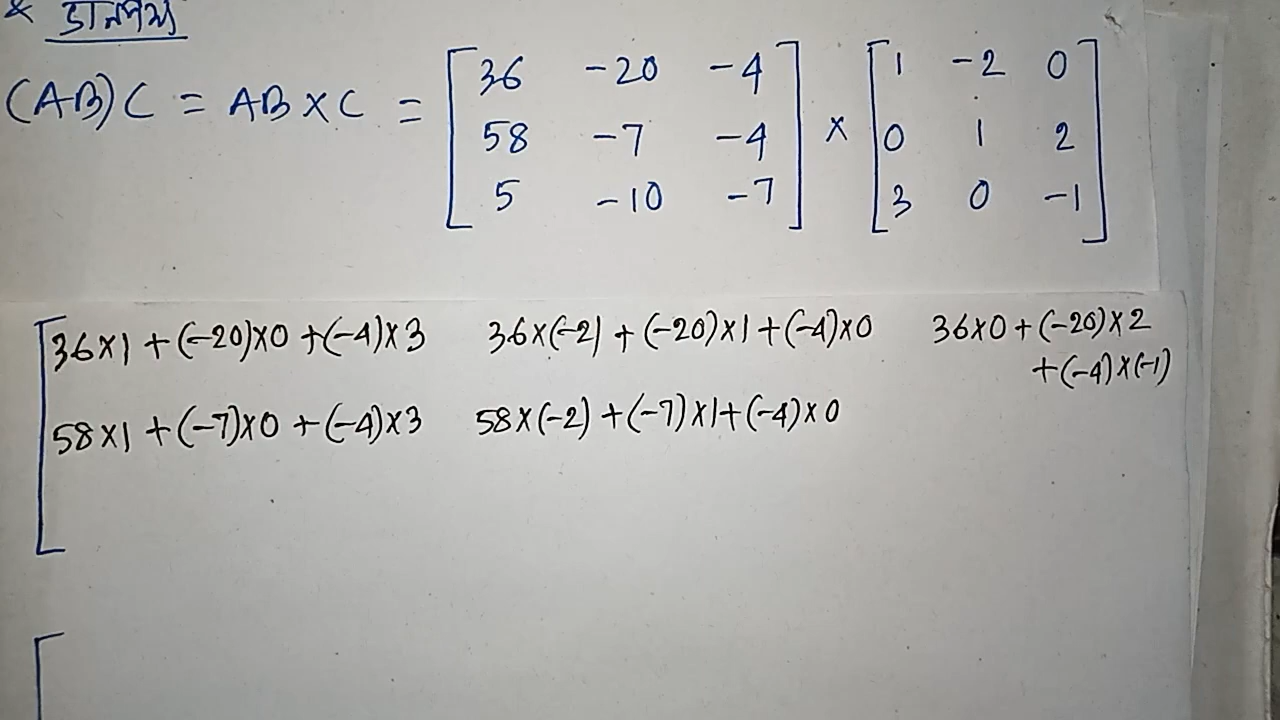 & ডানপক্ষ
(AB)C = AB×C = [36 -20 -4] × [1 -2 0]
[58 -7 -4] [0 1 2]
[5 -10 -7] [3 0 -1]
[36×1 + (-20)×0 + (-4)×3 36×(-2) + (-20)×1 + (-4)×0 36×0 + (-20)×2
+ (-4)×(-1)
58×1 + (-7)×0 + (-4)×3 58×(-2) + (-7)×1 + (-4)×0
[